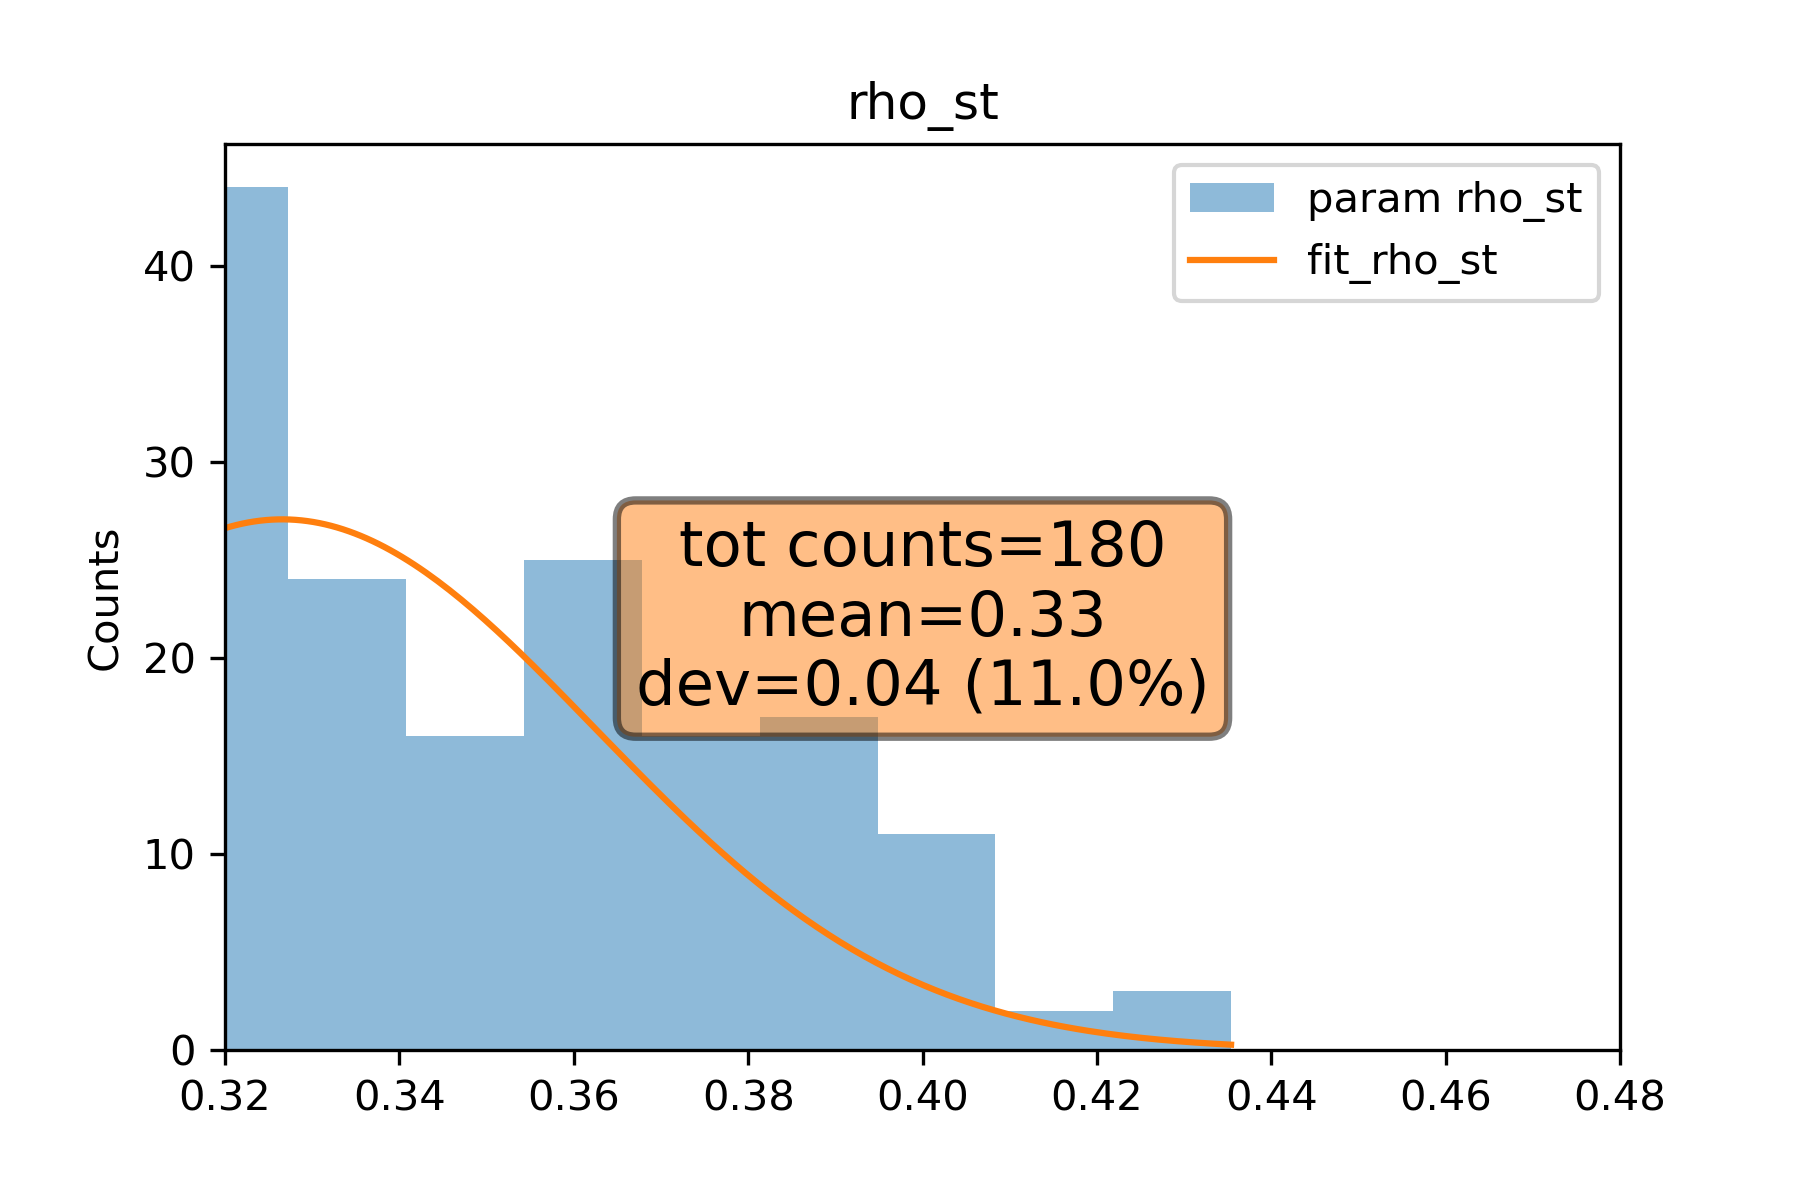 rho_st
param rho_st
fit_rho_st
Counts
40
30
20
10
0
tot counts=180
mean=0.33
dev=0.04 (11.0%)
0.32 0.34 0.36 0.38 0.40 0.42 0.44 0.46 0.48